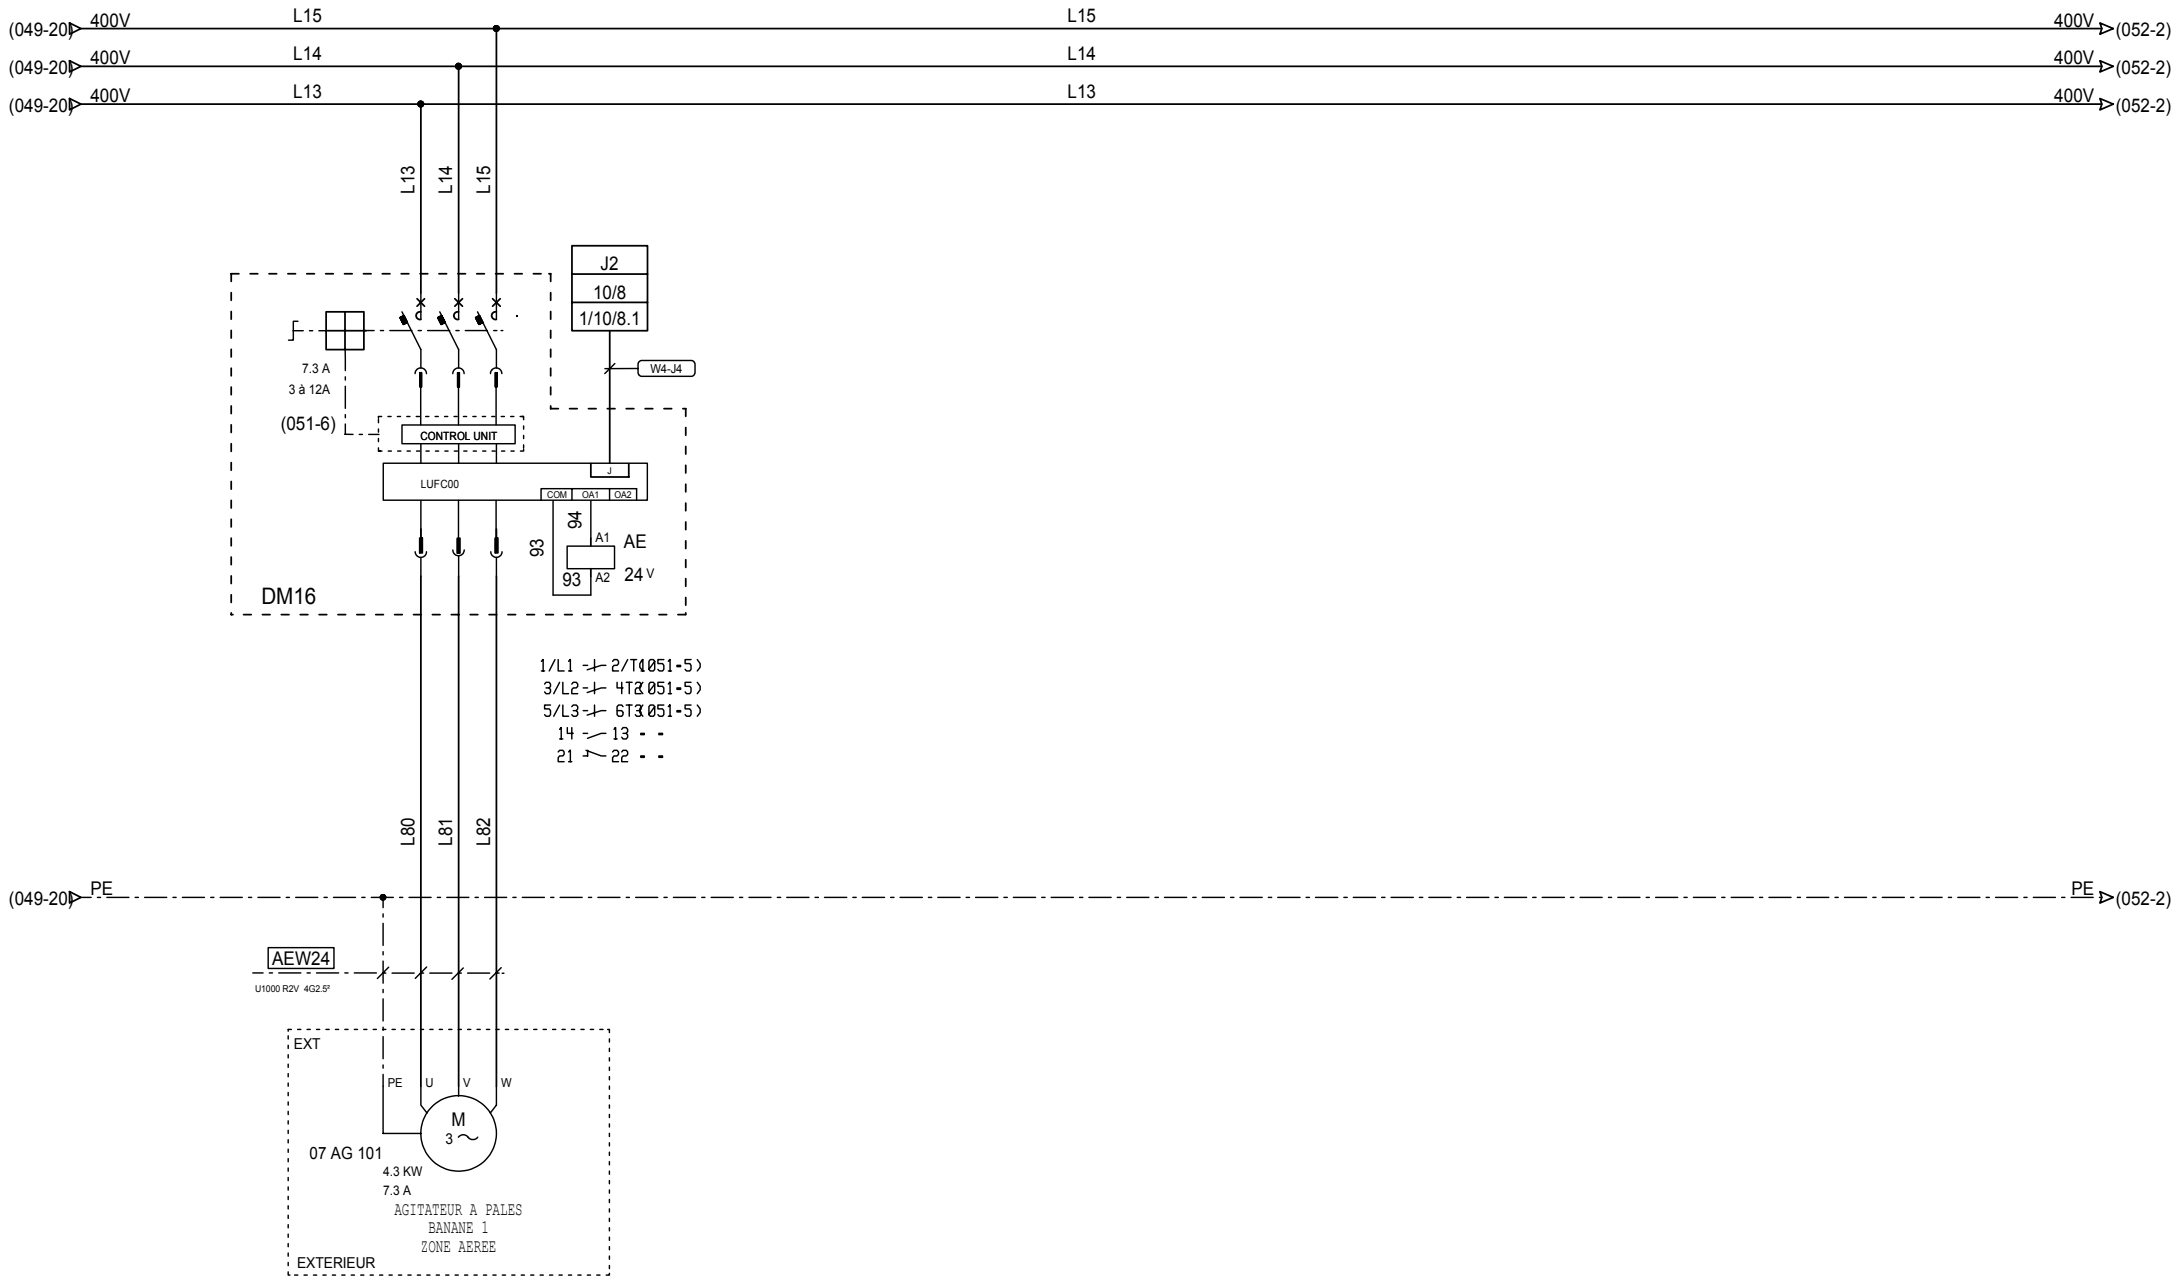 (049-20) 400V L15 L15 400V (052-2)
(049-20) 400V L14 L14 400V (052-2)
(049-20) 400V L13 L13 400V (052-2)
L13 L14 L15
J2
10/8
1/10/8.1
W4-J4
7.3 A
3 à 12A
(051-6)
CONTROL UNIT
J
LUFC00
COM OA1 OA2
94
93
A1 AE
93 A2 24 V
DM16
1/L1 2/T1(051-5)
3/L2 4T2(051-5)
5/L3 6T3(051-5)
14 13 - -
21 22 - -
L80 L81 L82
(049-20) PE PE (052-2)
AEW24
U1000 R2V 4G2.5²
EXT
PE U V W
M
3
07 AG 101
4.3 KW
7.3 A
AGITATEUR A PALES
BANANE 1
ZONE AEREE
EXTERIEUR